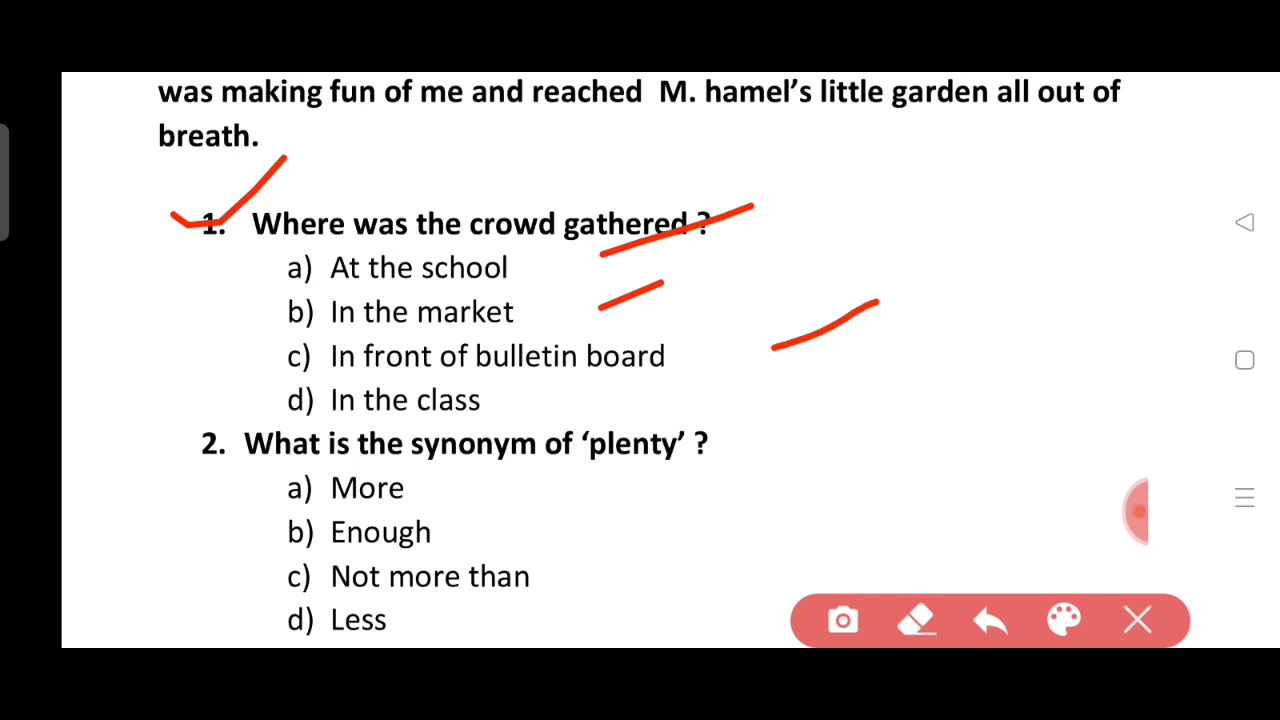 was making fun of me and reached M. hamel's little garden all out of
breath.
1. Where was the crowd gathered ?
a) At the school
b) In the market
c) In front of bulletin board
d) In the class
2. What is the synonym of 'plenty' ?
a) More
b) Enough
c) Not more than
d) Less